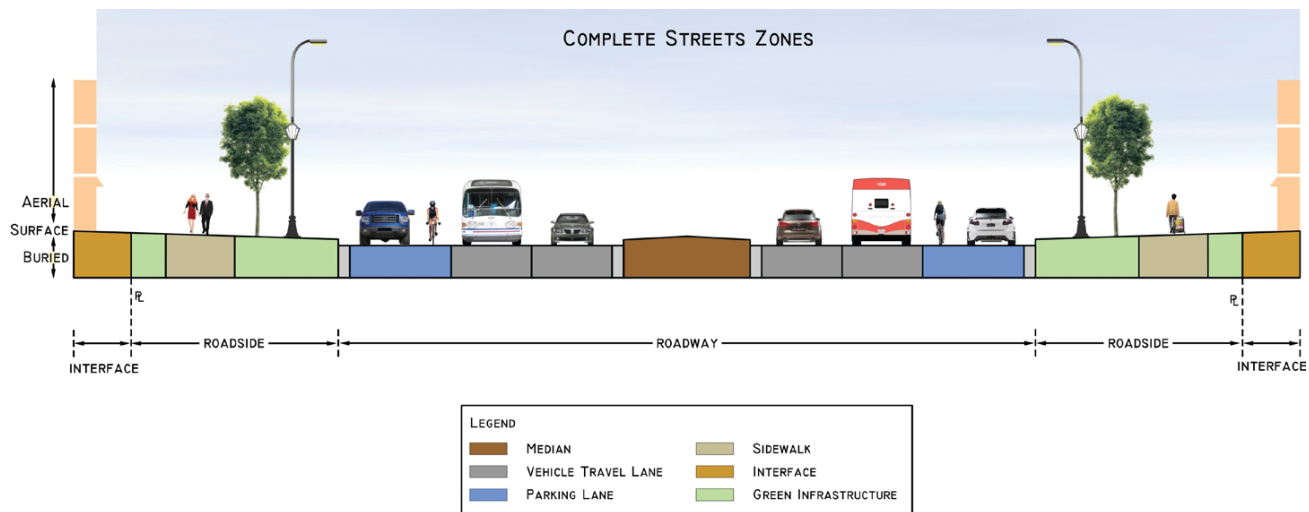 COMPLETE STREETS ZONES
AERIAL
SURFACE
BURIED
PL
PL
ROADSIDE
ROADWAY
ROADSIDE
INTERFACE
INTERFACE
LEGEND
MEDIAN
VEHICLE TRAVEL LANE
PARKING LANE
SIDEWALK
INTERFACE
GREEN INFRASTRUCTURE